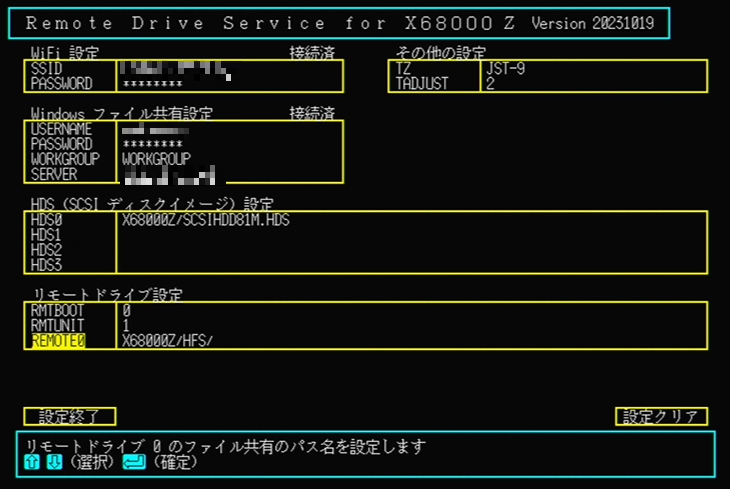 Remote Drive Service for X68000 Z Version 20231019
WiFi 設定 接続済
SSID
PASSWORD ********
その他の設定
TZ JST-9
TADJUST 2
Windows ファイル共有設定 接続済
USERNAME
PASSWORD ********
WORKGROUP WORKGROUP
SERVER
HDS (SCSI ディスクイメージ) 設定
HDS0 X68000Z/SCSIHDD81M.HDS
HDS1
HDS2
HDS3
リモートドライブ設定
RMTBOOT 0
RMTUNIT 1
REMOTE0 X68000Z/HFS/
設定終了 設定クリア
リモートドライブ 0 のファイル共有のパス名を設定します
⇧ ⇩ (選択) ⏎ (確定)